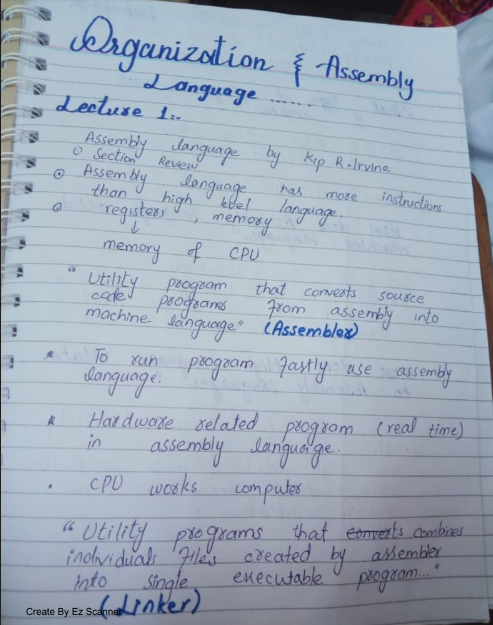 Organization & Assembly
Language ......
Lecture 1:-
Assembly language by Kip R. Irvine
Section Review
Assembly language has more instructions
than high level language.
registers, memory
↓
memory of CPU
"Utility program that converts source
code programs from assembly into
machine language" (Assembler)
* To run program fastly use assembly
language.
* Hardware related program (real time)
in assembly language.
. CPU works computer
"Utility programs that converts combines
individuals files created by assembler
into single executable program..."
(Linker)
Create By Ez Scanner